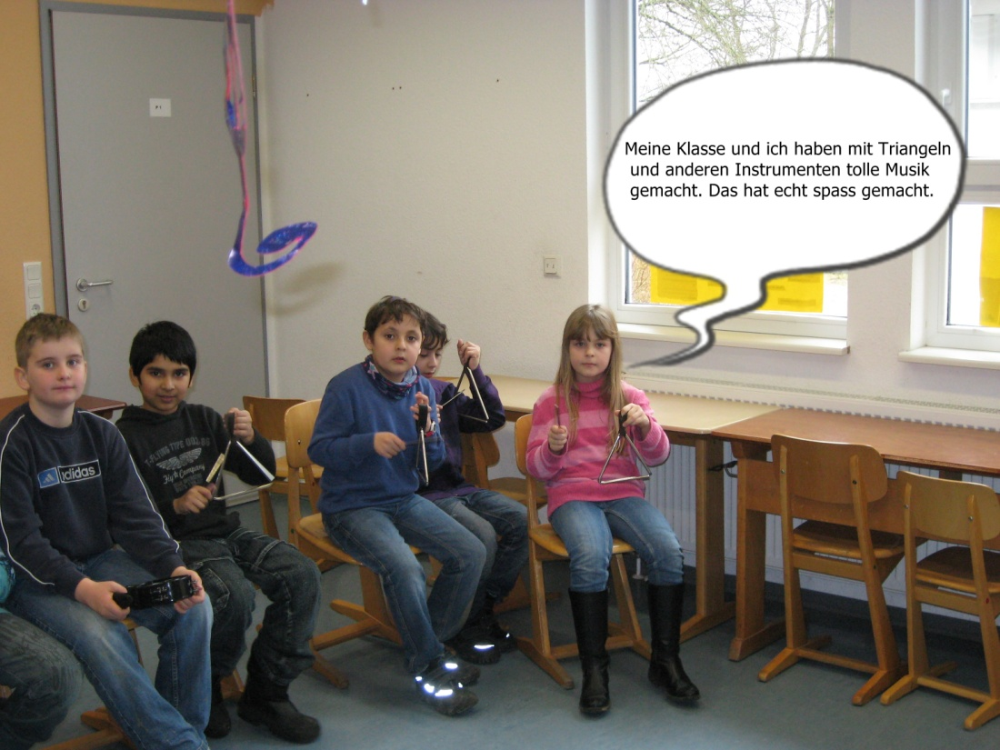 Meine Klasse und ich haben mit Triangeln
und anderen Instrumenten tolle Musik
gemacht. Das hat echt spass gemacht.
adidas